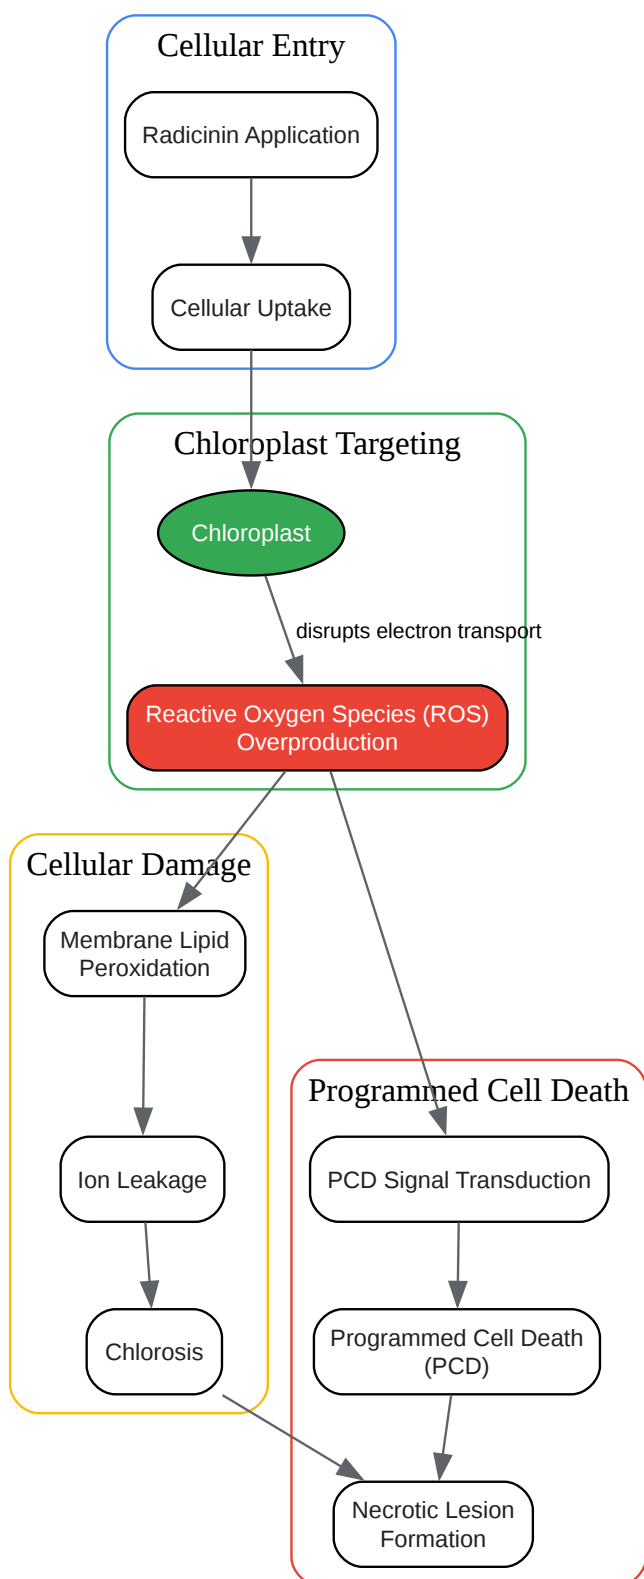 Cellular Entry
Radicinin Application
Cellular Uptake
Chloroplast Targeting
Chloroplast
disrupts electron transport
Reactive Oxygen Species (ROS)
Overproduction
Cellular Damage
Membrane Lipid
Peroxidation
Ion Leakage
Chlorosis
Programmed Cell Death
PCD Signal Transduction
Programmed Cell Death
(PCD)
Necrotic Lesion
Formation